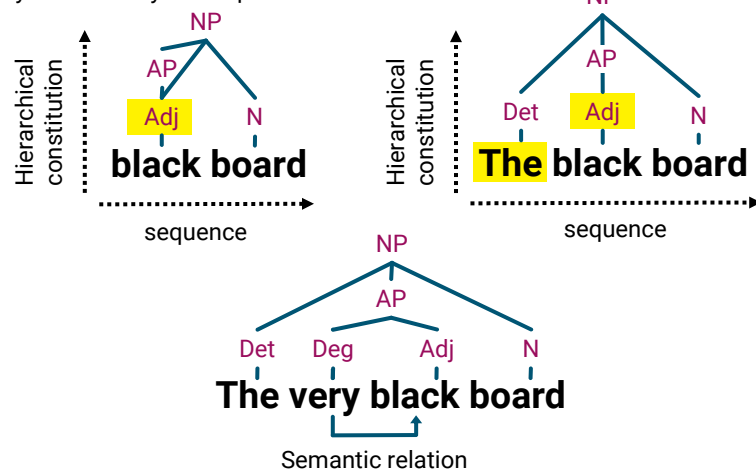 NP
AP
Adj N
black board
Hierarchical
constitution
sequence
NP
AP
Det Adj N
The black board
Hierarchical
constitution
sequence
NP
AP
Det Deg Adj N
The very black board
Semantic relation